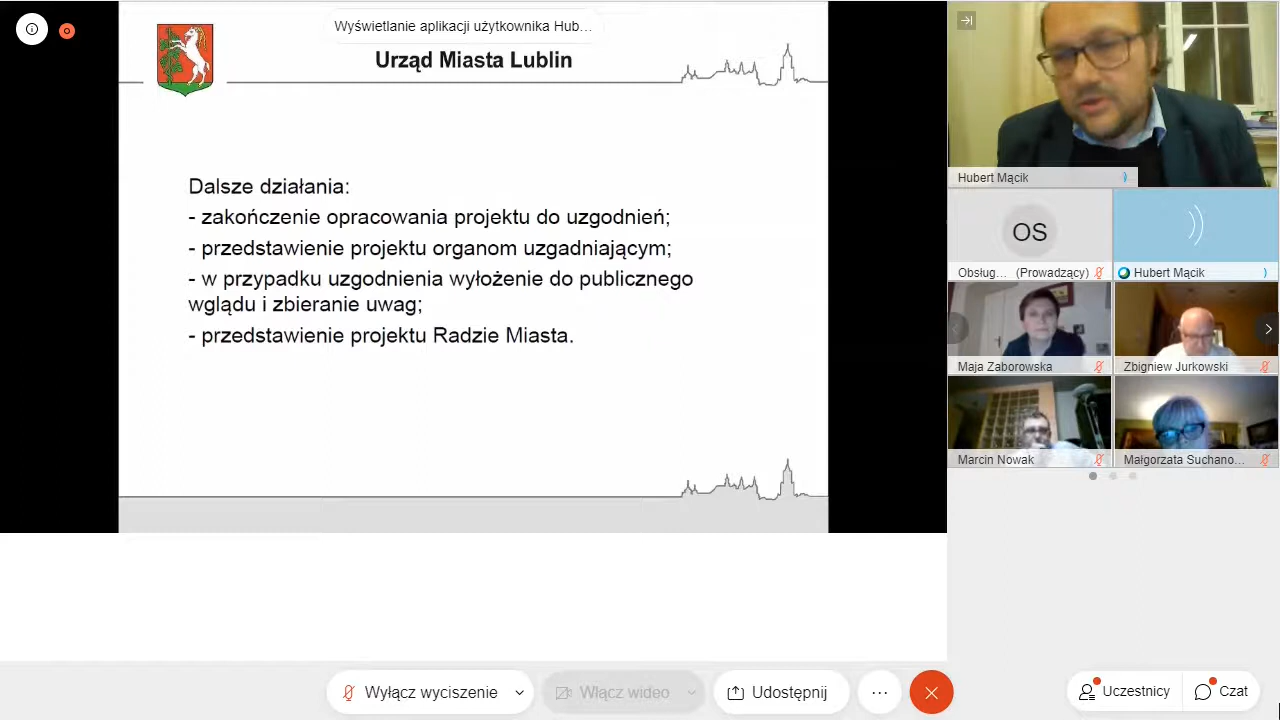 Wyświetlanie aplikacji użytkownika Hub...
Urząd Miasta Lublin
Dalsze działania:
- zakończenie opracowania projektu do uzgodnień;
- przedstawienie projektu organom uzgadniającym;
- w przypadku uzgodnienia wyłożenie do publicznego
wglądu i zbieranie uwag;
- przedstawienie projektu Radzie Miasta.
Hubert Mącik
OS
Obsług... (Prowadzący)
Hubert Mącik
Maja Zaborowska
Zbigniew Jurkowski
Marcin Nowak
Małgorzata Suchano...
Wyłącz wyciszenie
Włącz wideo
Udostępnij
Uczestnicy
Czat